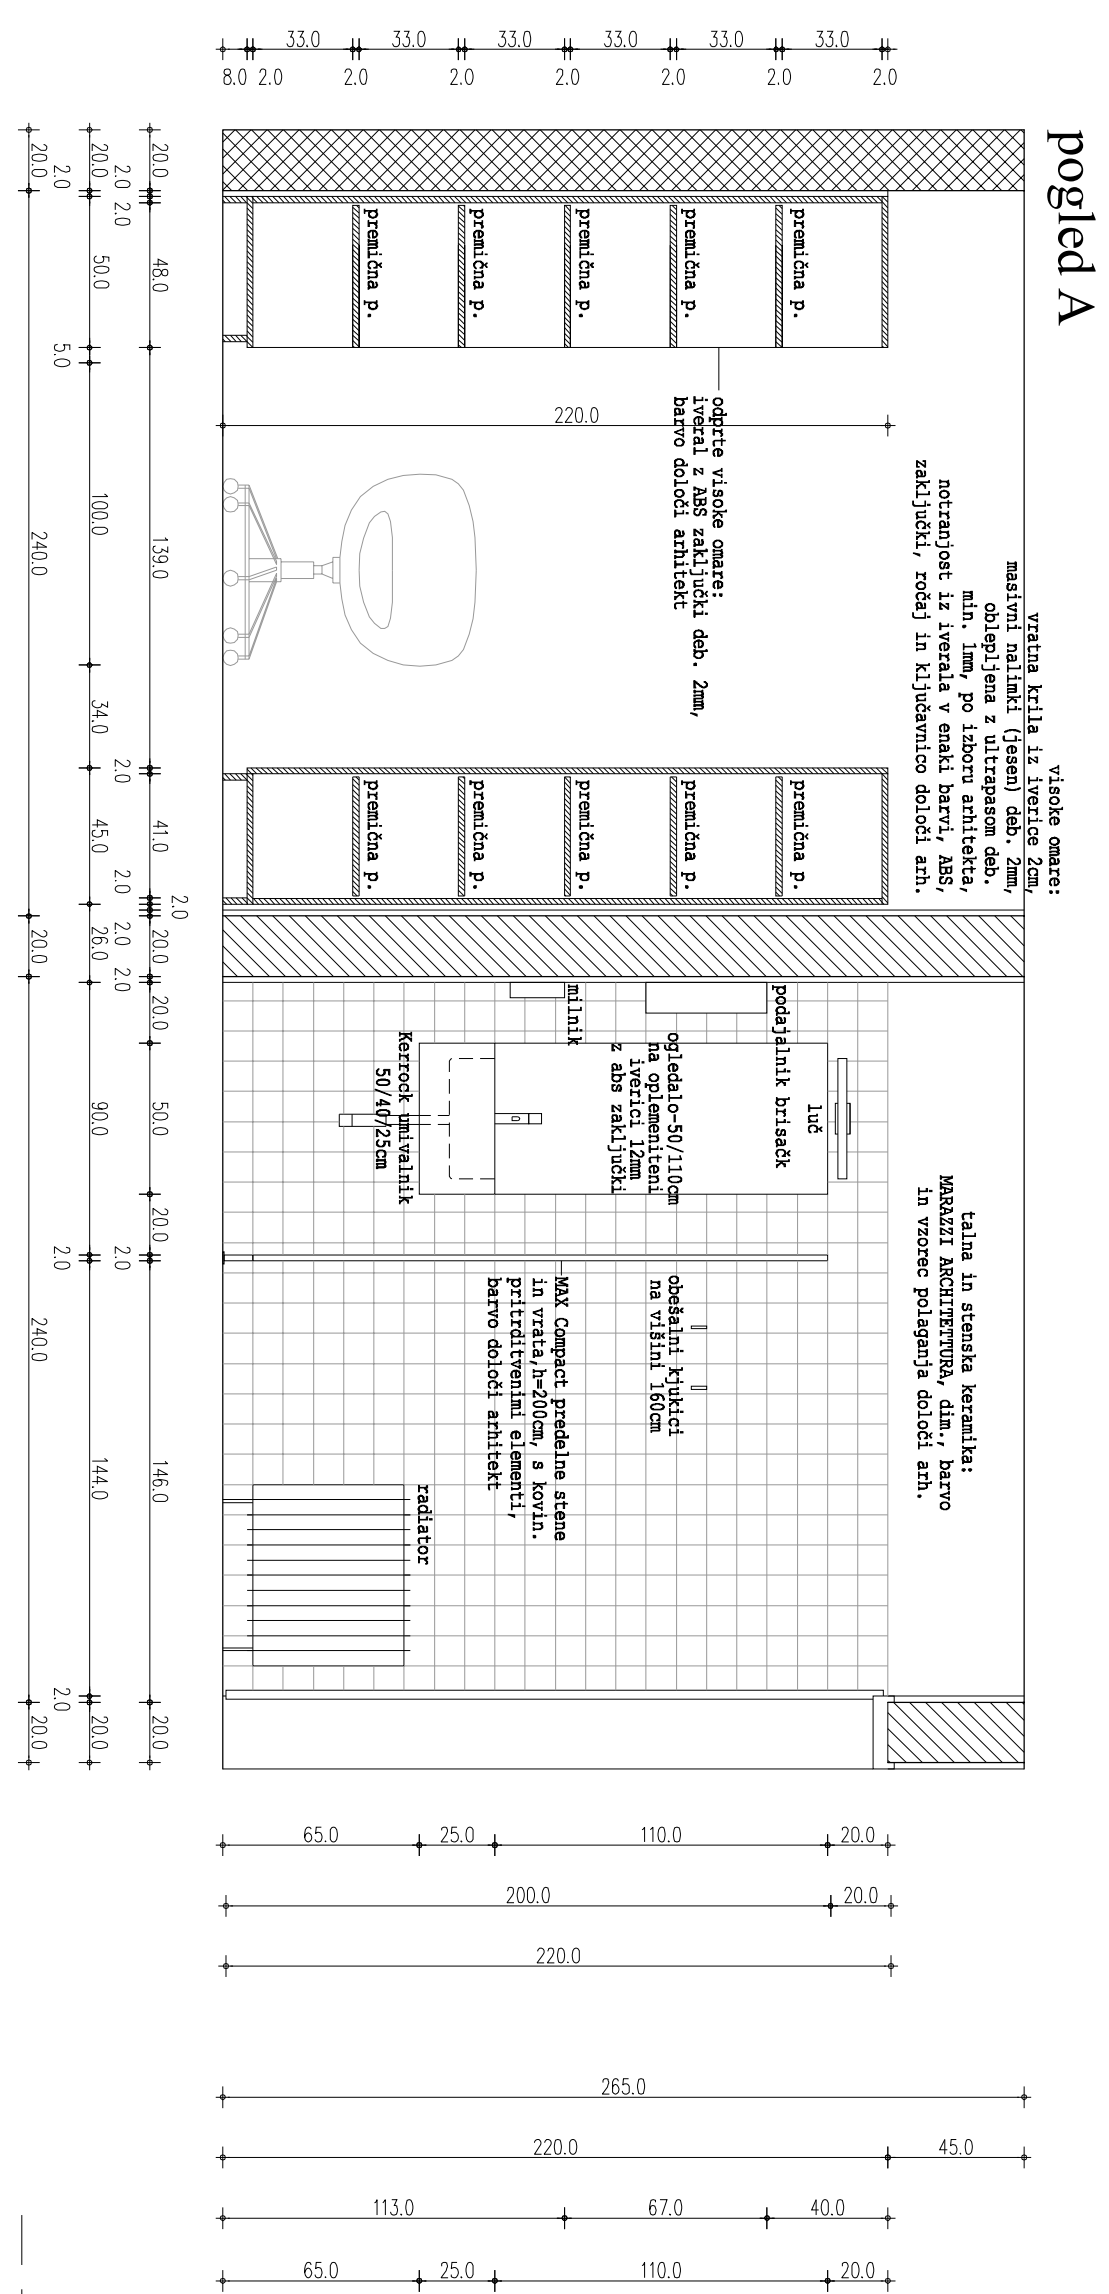 pogled A
visoke omare:
vratna krila iz iverice 2cm,
masivni nalimki (jesen) deb. 2mm,
oblepljena z ultrapasom deb.
min. 1mm, po izboru arhitekta,
notranjost iz iverala v enaki barvi, ABS,
zaključki, ročaj in ključavnico določi arh.
talna in stenska keramika:
MARAZZI ARCHITETTURA, dim., barvo
in vzorec polaganja določi arh.
odprte visoke omare:
iveral z ABS zaključki deb. 2mm,
barvo določi arhitekt
premična p.
premična p.
premična p.
premična p.
premična p.
premična p.
premična p.
premična p.
premična p.
premična p.
luč
podajalnik brisačk
ogledalo-50/110cm
na oplemeniteni
iverici 12mm
z abs zaključki
milnik
Kerrock umivalnik
50/40/25cm
obešalni kjukici
na višini 160cm
MAX Compact predelne stene
in vrata,h=200cm, s kovin.
pritrditvenimi elementi,
barvo določi arhitekt
radiator
220.0
33.0 33.0 33.0 33.0 33.0 33.0
8.0 2.0 2.0 2.0 2.0 2.0 2.0 2.0
2.0
20.0 48.0 139.0 41.0 20.0 20.0 50.0 20.0 146.0 20.0
2.0 2.0 2.0 2.0 2.0 2.0 2.0
20.0 50.0 100.0 34.0 45.0 26.0 90.0 144.0 20.0
2.0 5.0 2.0 2.0
20.0 240.0 20.0 240.0 20.0
65.0 25.0 110.0 20.0
200.0 20.0
220.0
265.0
220.0 45.0
113.0 67.0 40.0
65.0 25.0 110.0 20.0